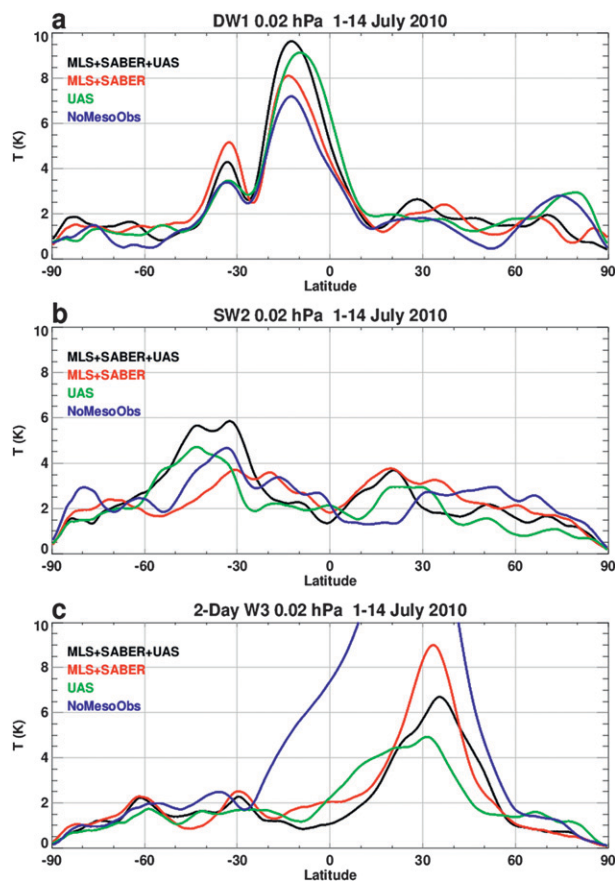 a
DW1 0.02 hPa 1-14 July 2010
MLS+SABER+UAS
MLS+SABER
UAS
NoMesoObs
T (K)
10
8
6
4
2
0
-90 -60 -30 0 30 60 90
Latitude
b
SW2 0.02 hPa 1-14 July 2010
MLS+SABER+UAS
MLS+SABER
UAS
NoMesoObs
T (K)
10
8
6
4
2
0
-90 -60 -30 0 30 60 90
Latitude
c
2-Day W3 0.02 hPa 1-14 July 2010
MLS+SABER+UAS
MLS+SABER
UAS
NoMesoObs
T (K)
10
8
6
4
2
0
-90 -60 -30 0 30 60 90
Latitude